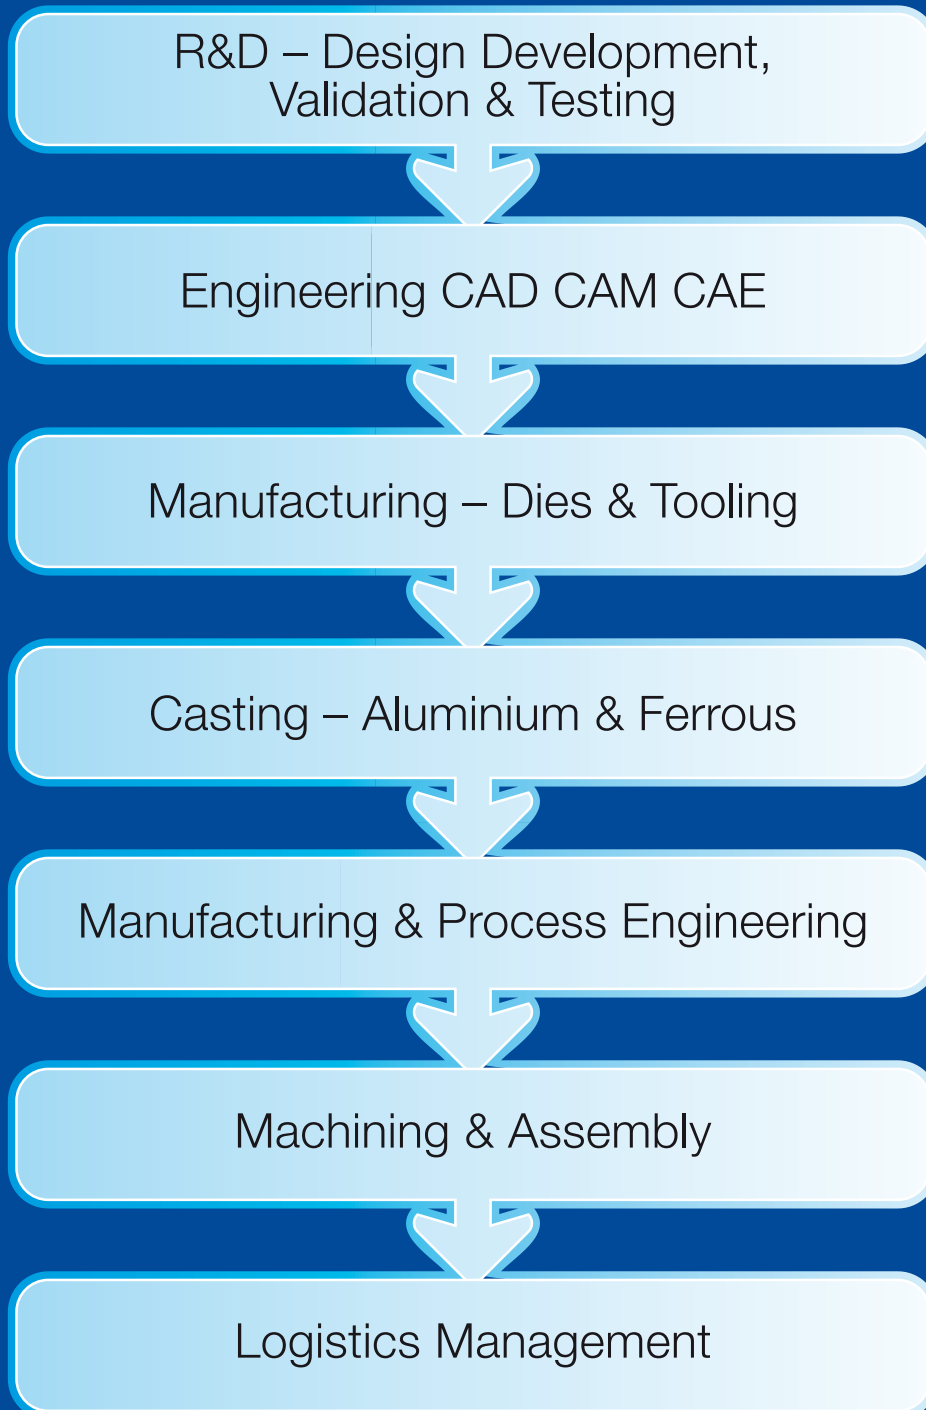 R&D – Design Development,
Validation & Testing
Engineering CAD CAM CAE
Manufacturing – Dies & Tooling
Casting – Aluminium & Ferrous
Manufacturing & Process Engineering
Machining & Assembly
Logistics Management